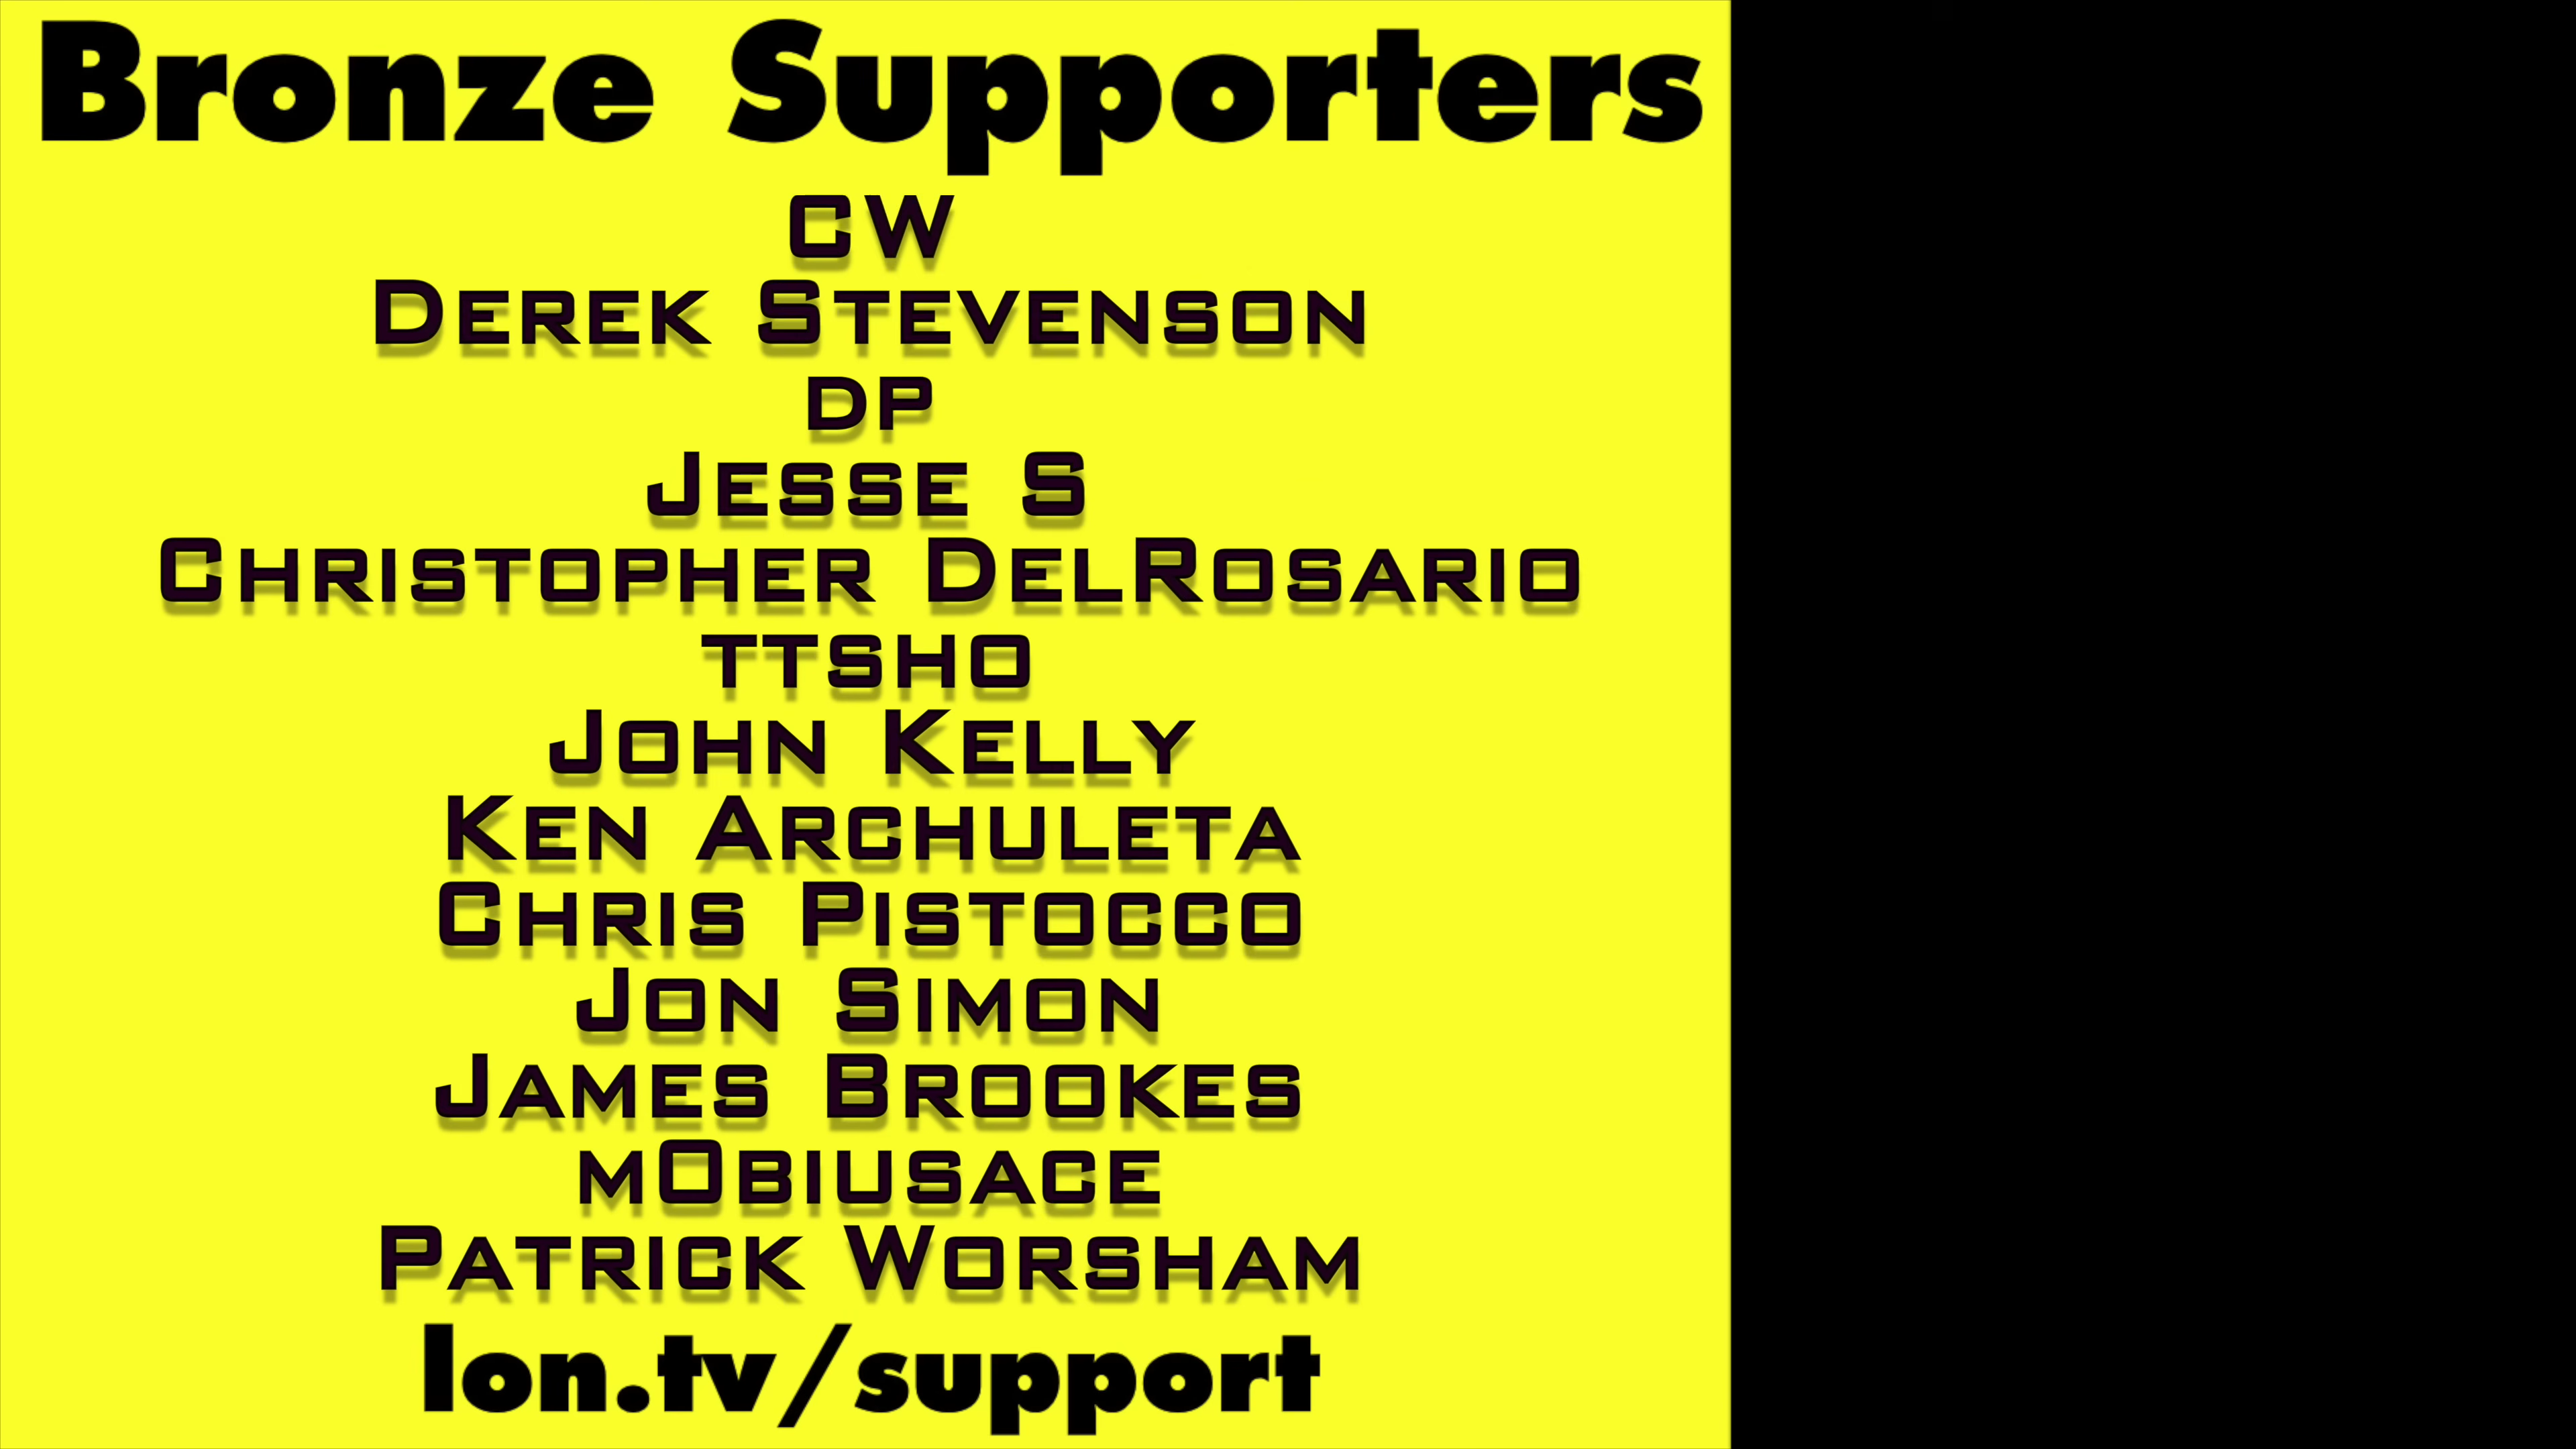 Bronze Supporters
CW
Derek Stevenson
dp
Jesse S
Christopher DelRosario
ttsho
John Kelly
Ken Archuleta
Chris Pistocco
Jon Simon
James Brookes
m0biusace
Patrick Worsham
lon.tv/support